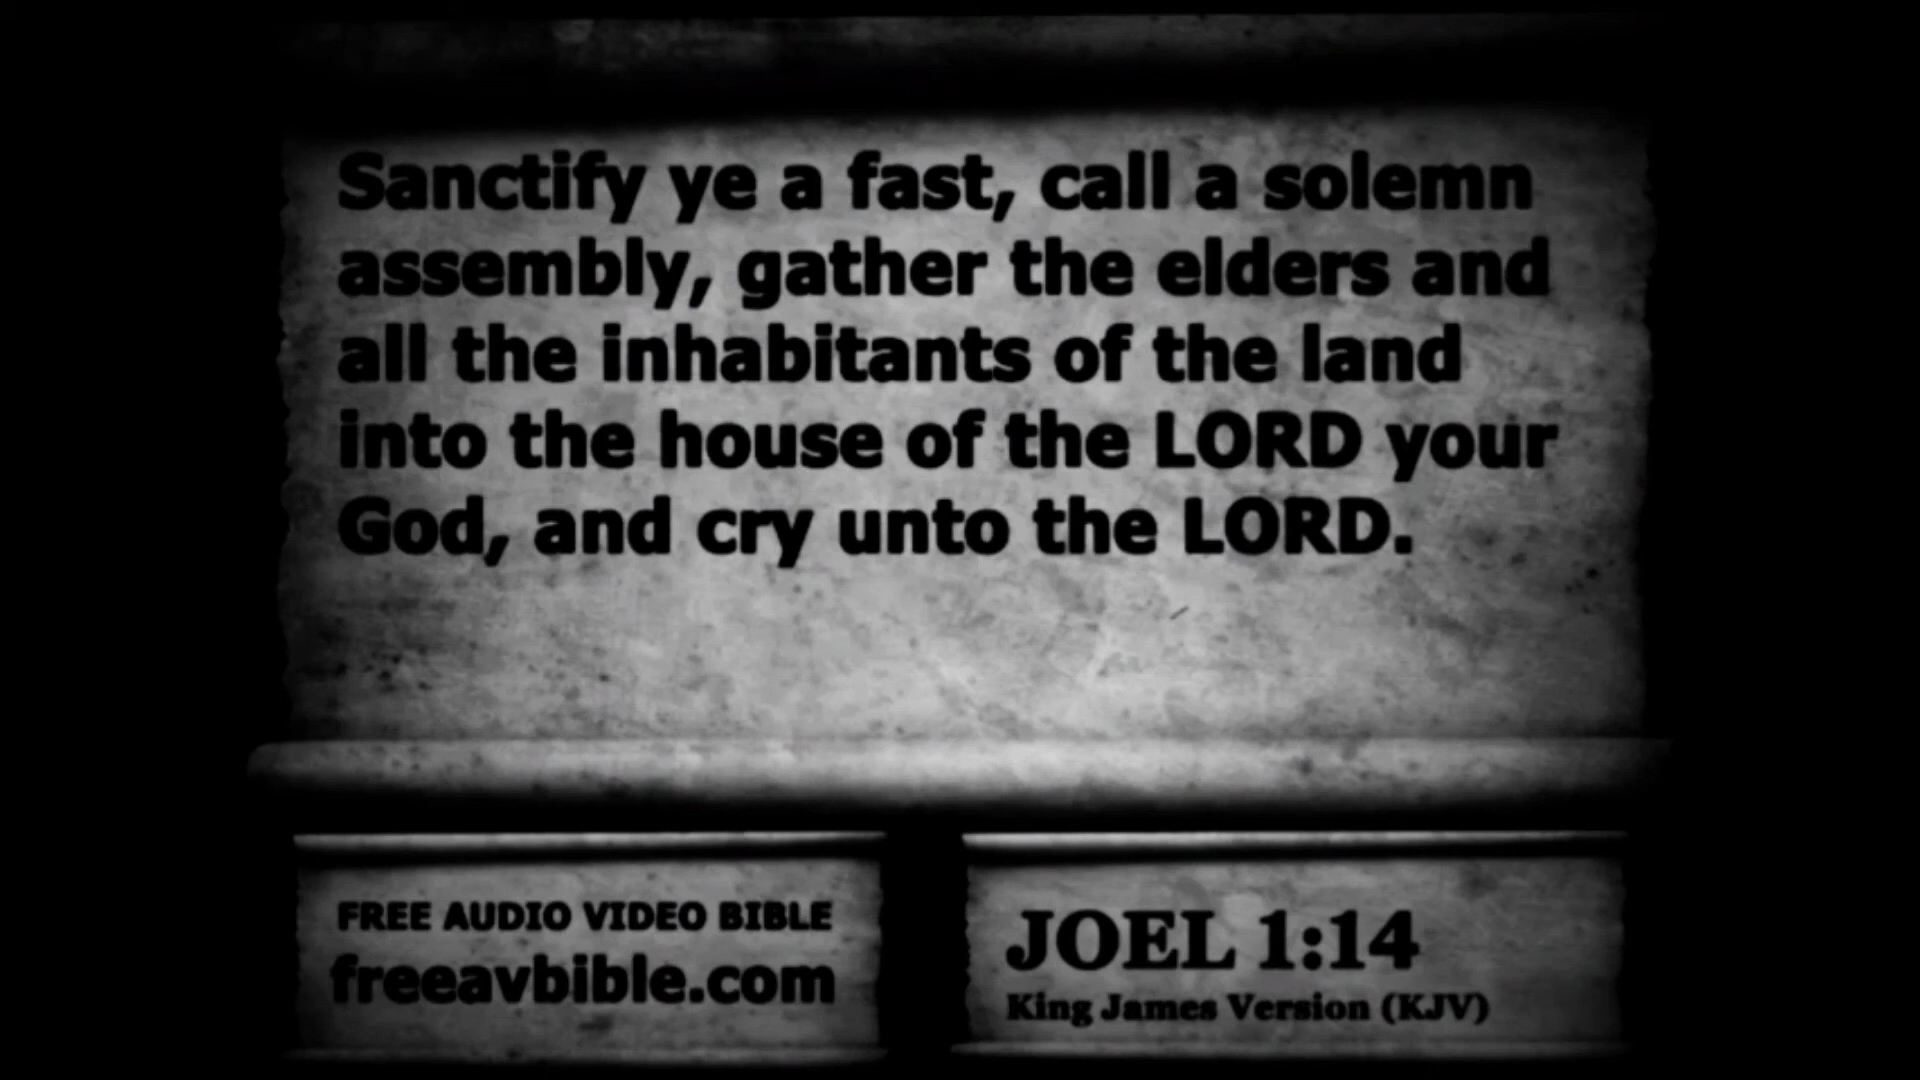 Sanctify ye a fast, call a solemn
assembly, gather the elders and
all the inhabitants of the land
into the house of the LORD your
God, and cry unto the LORD.
FREE AUDIO VIDEO BIBLE
freeavbible.com
JOEL 1:14
King James Version (KJV)